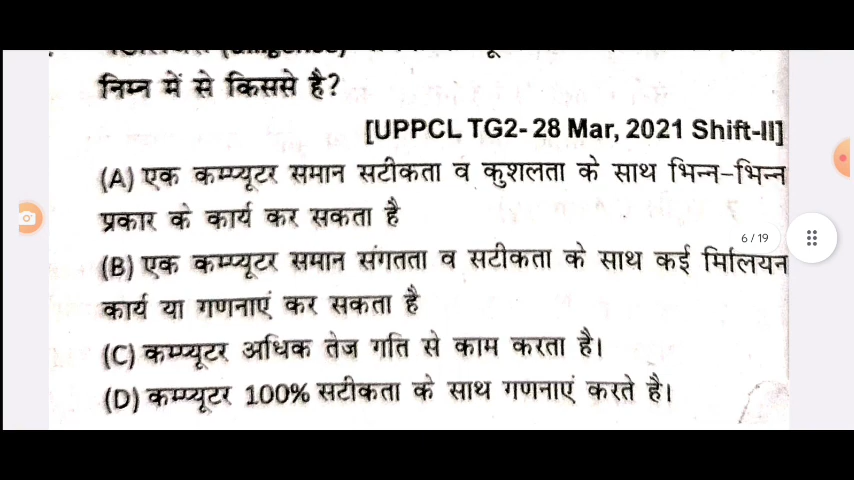 निम्न में से किससे है?
[UPPCL TG2- 28 Mar, 2021 Shift-II]
(A) एक कम्प्यूटर समान सटीकता व कुशलता के साथ भिन्न-भिन्न
प्रकार के कार्य कर सकता है
6/19
(B) एक कम्प्यूटर समान संगतता व सटीकता के साथ कई मिलियन
कार्य या गणनाएं कर सकता है
(C) कम्प्यूटर अधिक तेज गति से काम करता है।
(D) कम्प्यूटर 100% सटीकता के साथ गणनाएं करते है।